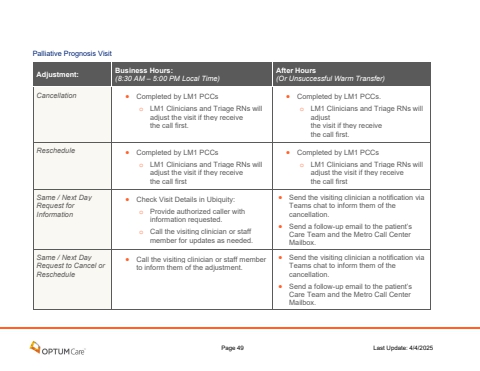 Palliative Prognosis Visit
Adjustment:
Business Hours:
(8:30 AM – 5:00 PM Local Time)
After Hours
(Or Unsuccessful Warm Transfer)
Cancellation
● Completed by LM1 PCCs
○ LM1 Clinicians and Triage RNs will
adjust the visit if they receive
the call first.
● Completed by LM1 PCCs.
○ LM1 Clinicians and Triage RNs will
adjust
the visit if they receive
the call first.
Reschedule
● Completed by LM1 PCCs
○ LM1 Clinicians and Triage RNs will
adjust the visit if they receive
the call first
● Completed by LM1 PCCs
○ LM1 Clinicians and Triage RNs will
adjust the visit if they receive
the call first
Same / Next Day
Request for
Information
● Check Visit Details in Ubiquity:
○ Provide authorized caller with
information requested.
○ Call the visiting clinician or staff
member for updates as needed.
● Send the visiting clinician a notification via
Teams chat to inform them of the
cancellation.
● Send a follow-up email to the patient's
Care Team and the Metro Call Center
Mailbox.
Same / Next Day
Request to Cancel or
Reschedule
● Call the visiting clinician or staff member
to inform them of the adjustment.
● Send the visiting clinician a notification via
Teams chat to inform them of the
cancellation.
● Send a follow-up email to the patient's
Care Team and the Metro Call Center
Mailbox.
OPTUMCare
Page 49
Last Update: 4/4/2025